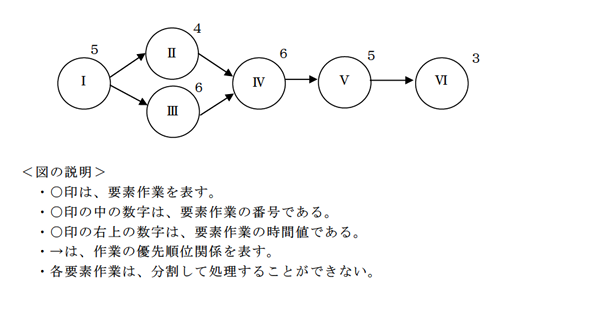 5
4
6
5
3
Ⅰ
Ⅱ
Ⅳ
Ⅴ
Ⅵ
6
Ⅲ
＜図の説明＞
・○印は、要素作業を表す。
・○印の中の数字は、要素作業の番号である。
・○印の右上の数字は、要素作業の時間値である。
・→は、作業の優先順位関係を表す。
・各要素作業は、分割して処理することができない。